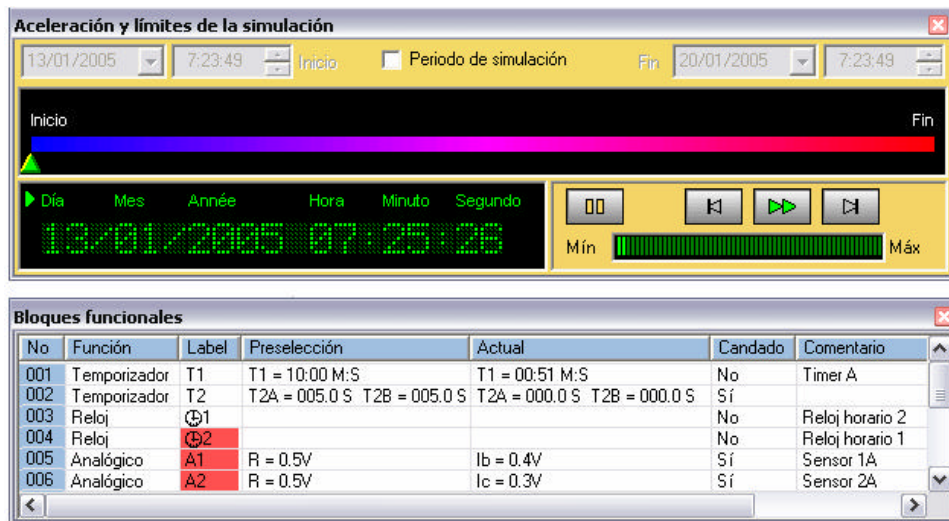 Aceleración y límites de la simulación
13/01/2005 7:23:49 Inicio Periodo de simulación Fin 20/01/2005 7:23:49
Inicio Fin
Día Mes Année Hora Minuto Segundo
13/01/2005 07:25:26
Mín Máx
Bloques funcionales
No Función Label Preselección Actual Candado Comentario
001 Temporizador T1 T1 = 10:00 M:S T1 = 00:51 M:S No Timer A
002 Temporizador T2 T2A = 005.0 S T2B = 005.0 S T2A = 000.0 S T2B = 000.0 S Sí
003 Reloj 1 No Reloj horario 2
004 Reloj 2 No Reloj horario 1
005 Analógico A1 R = 0.5V Ib = 0.4V Sí Sensor 1A
006 Analógico A2 R = 0.5V Ic = 0.3V Sí Sensor 2A